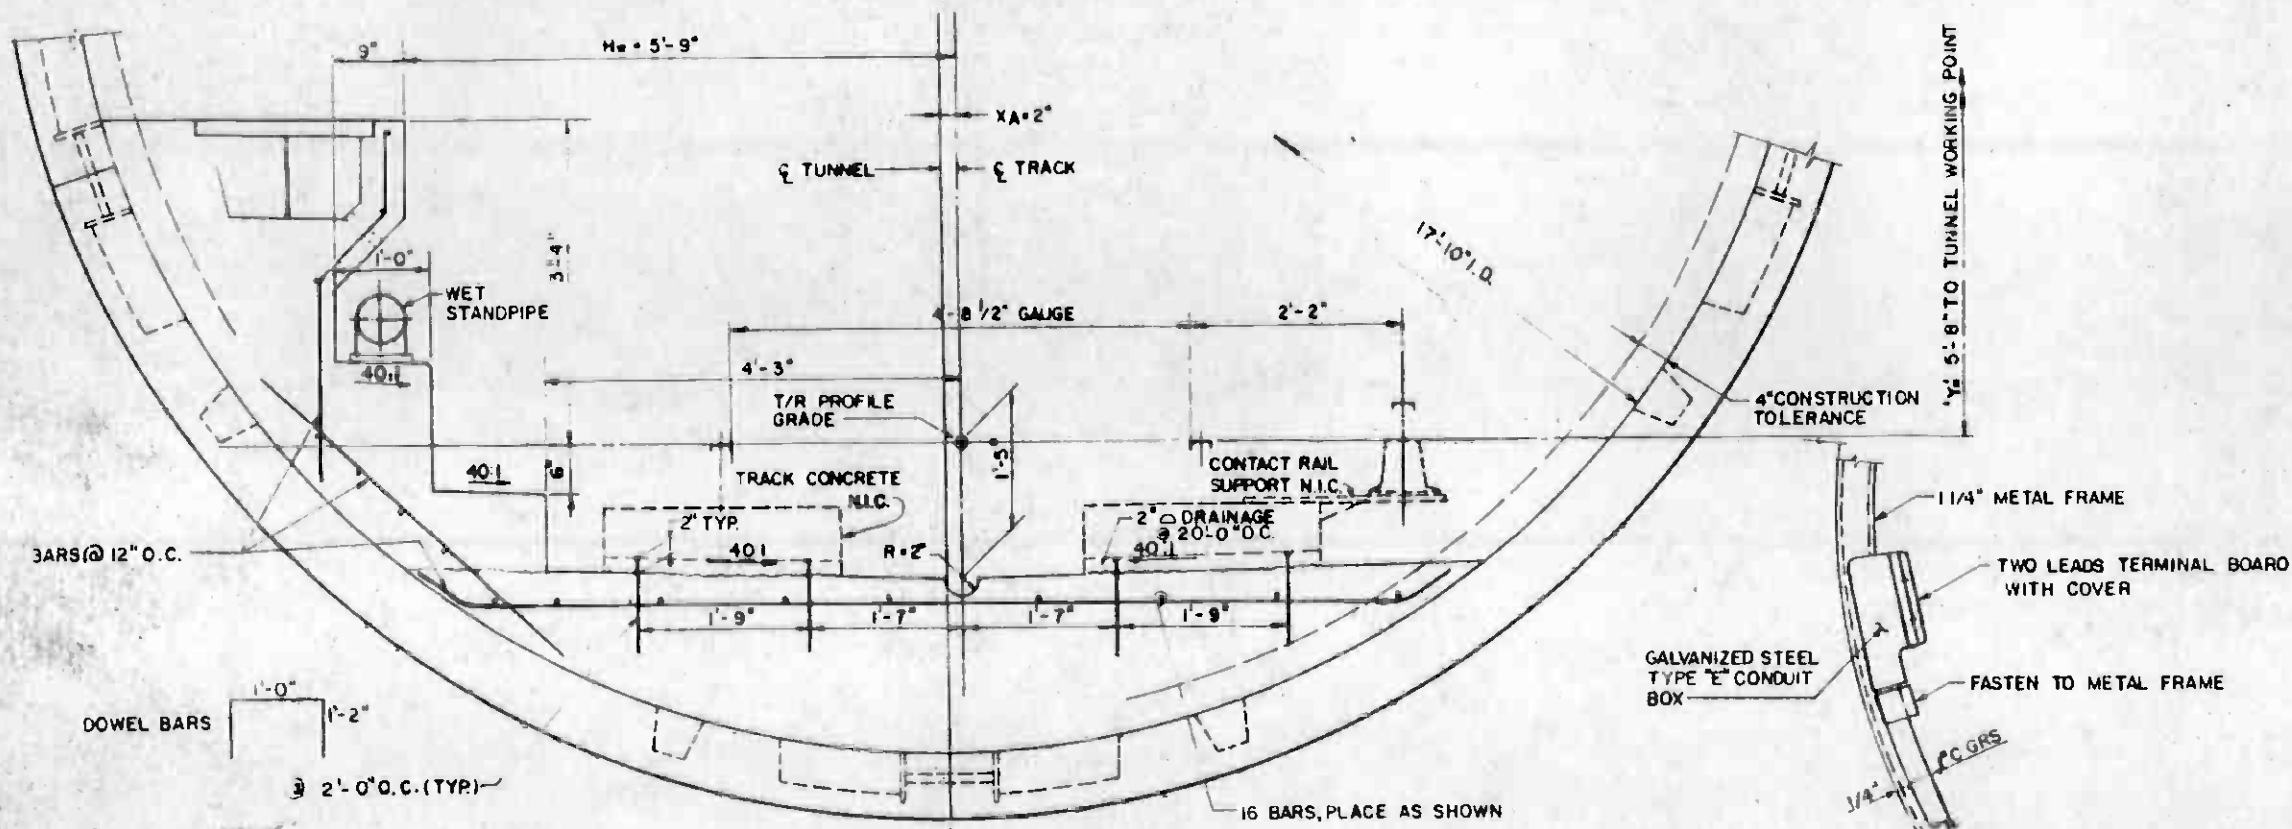 9"
Hw = 5'-9"
XA=2"
℄ TUNNEL
℄ TRACK
3'-4"
1'-0"
WET
STANDPIPE
40:1
17'-10" I.D.
"Y"= 5'-8" TO TUNNEL WORKING POINT
4'-8 1/2" GAUGE
2'-2"
4'-3"
T/R PROFILE
GRADE
4" CONSTRUCTION
TOLERANCE
1'-5"
40:1
6"
TRACK CONCRETE
N.I.C.
CONTACT RAIL
SUPPORT N.I.C.
2" TYP.
40:1
R=2"
2" DRAINAGE
@ 20'-0" O.C.
40:1
BARS @ 12" O.C.
1'-9"
1'-7"
1'-7"
1'-9"
1 1/4" METAL FRAME
TWO LEADS TERMINAL BOARD
WITH COVER
GALVANIZED STEEL
TYPE "E" CONDUIT
BOX
FASTEN TO METAL FRAME
DOWEL BARS
1'-0"
1'-2"
@ 2'-0" O.C. (TYP.)
16 BARS, PLACE AS SHOWN
C GRS